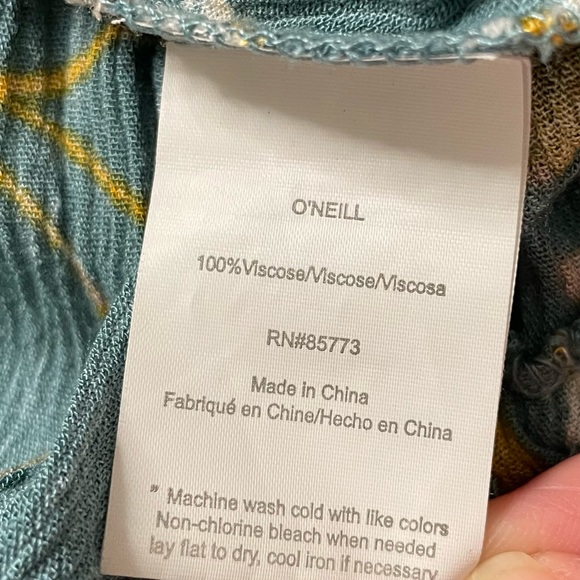 O'NEILL
100%Viscose/Viscose/Viscosa
RN#85773
Made in China
Fabriqué en Chine/Hecho en China
" Machine wash cold with like colors
Non-chlorine bleach when needed
lay flat to dry, cool iron if necessary